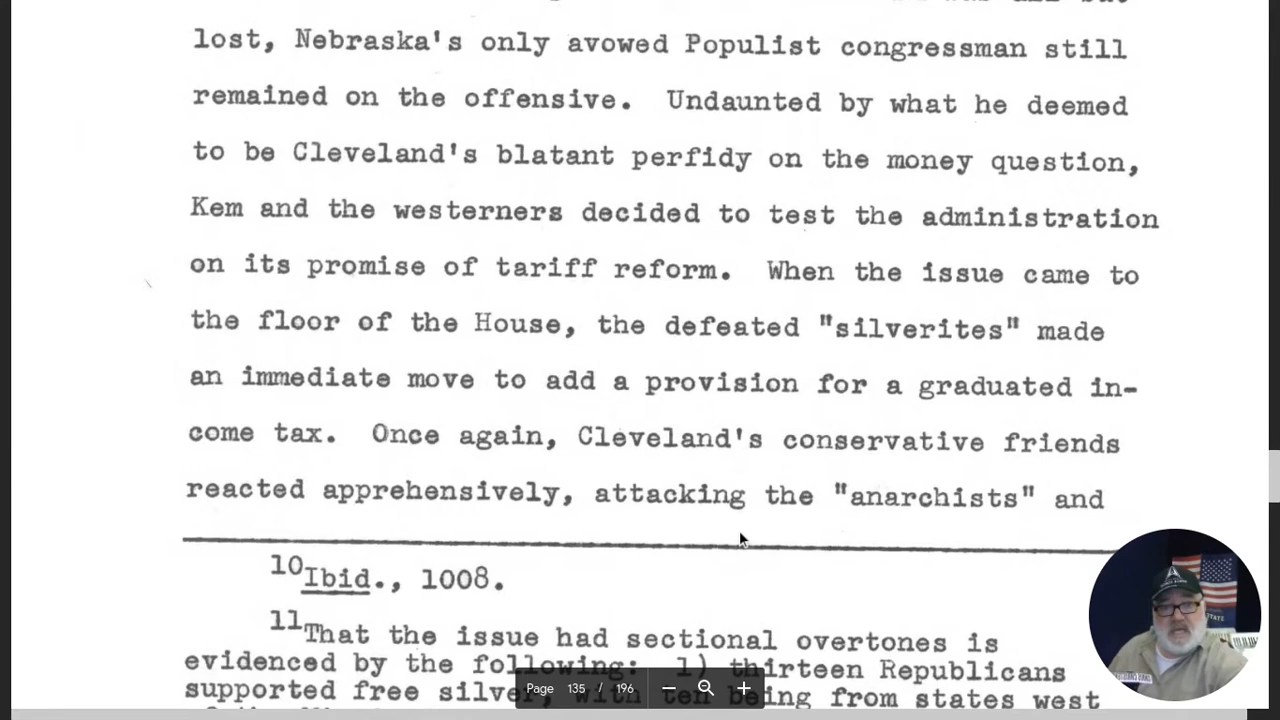 lost, Nebraska's only avowed Populist congressman still
remained on the offensive. Undaunted by what he deemed
to be Cleveland's blatant perfidy on the money question,
Kem and the westerners decided to test the administration
on its promise of tariff reform. When the issue came to
the floor of the House, the defeated "silverites" made
an immediate move to add a provision for a graduated in-
come tax. Once again, Cleveland's conservative friends
reacted apprehensively, attacking the "anarchists" and
10Ibid., 1008.
11That the issue had sectional overtones is
evidenced by the following: 1) thirteen Republicans
supported free silver, with ten being from states west
Page 135 / 196